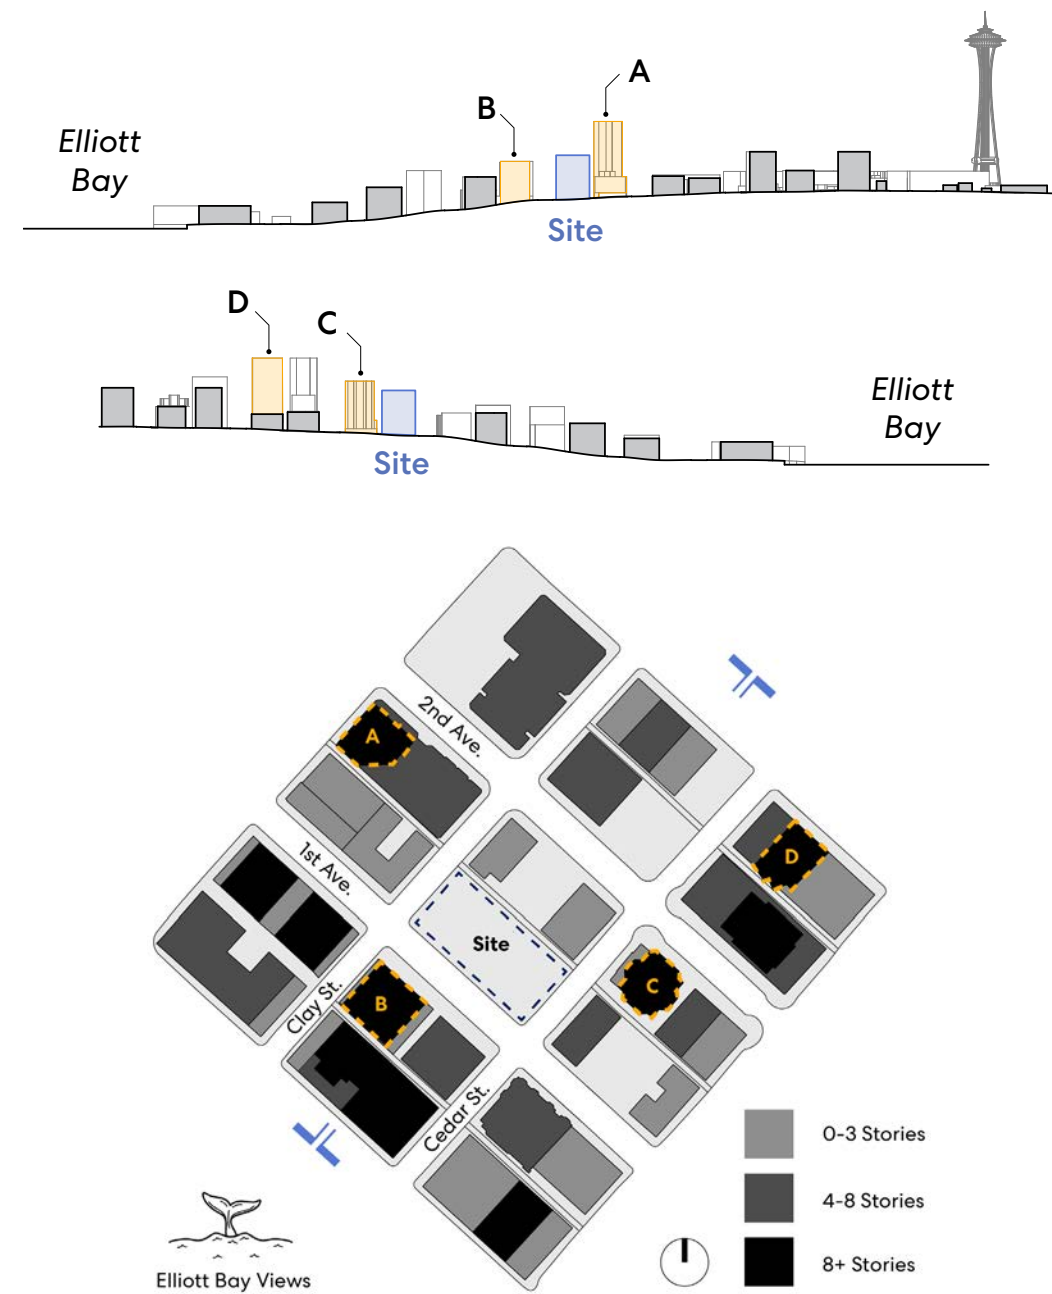 A
B
Elliott
Bay
Site
D
C
Elliott
Bay
Site
2nd Ave.
A
1st Ave.
D
Site
C
Clay St.
B
Cedar St.
0-3 Stories
4-8 Stories
8+ Stories
Elliott Bay Views